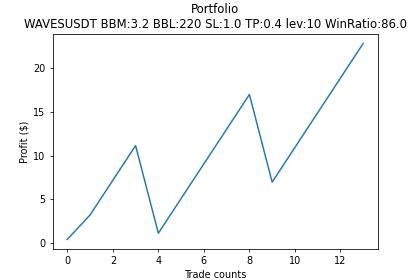 Portfolio
WAVESUSDT BBM:3.2 BBL:220 SL:1.0 TP:0.4 lev:10 WinRatio:86.0
Profit ($)
20
15
10
5
0
0 2 4 6 8 10 12
Trade counts